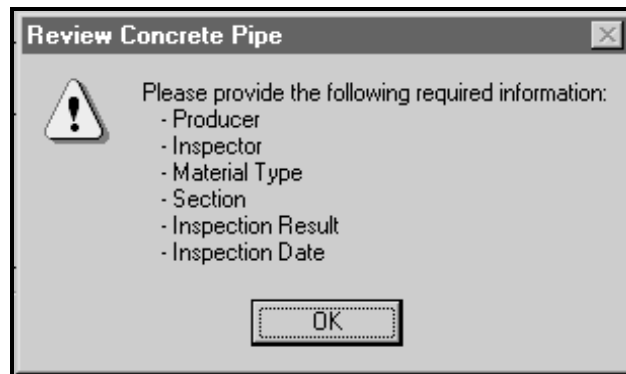 Review Concrete Pipe
Please provide the following required information:
- Producer
- Inspector
- Material Type
- Section
- Inspection Result
- Inspection Date
OK